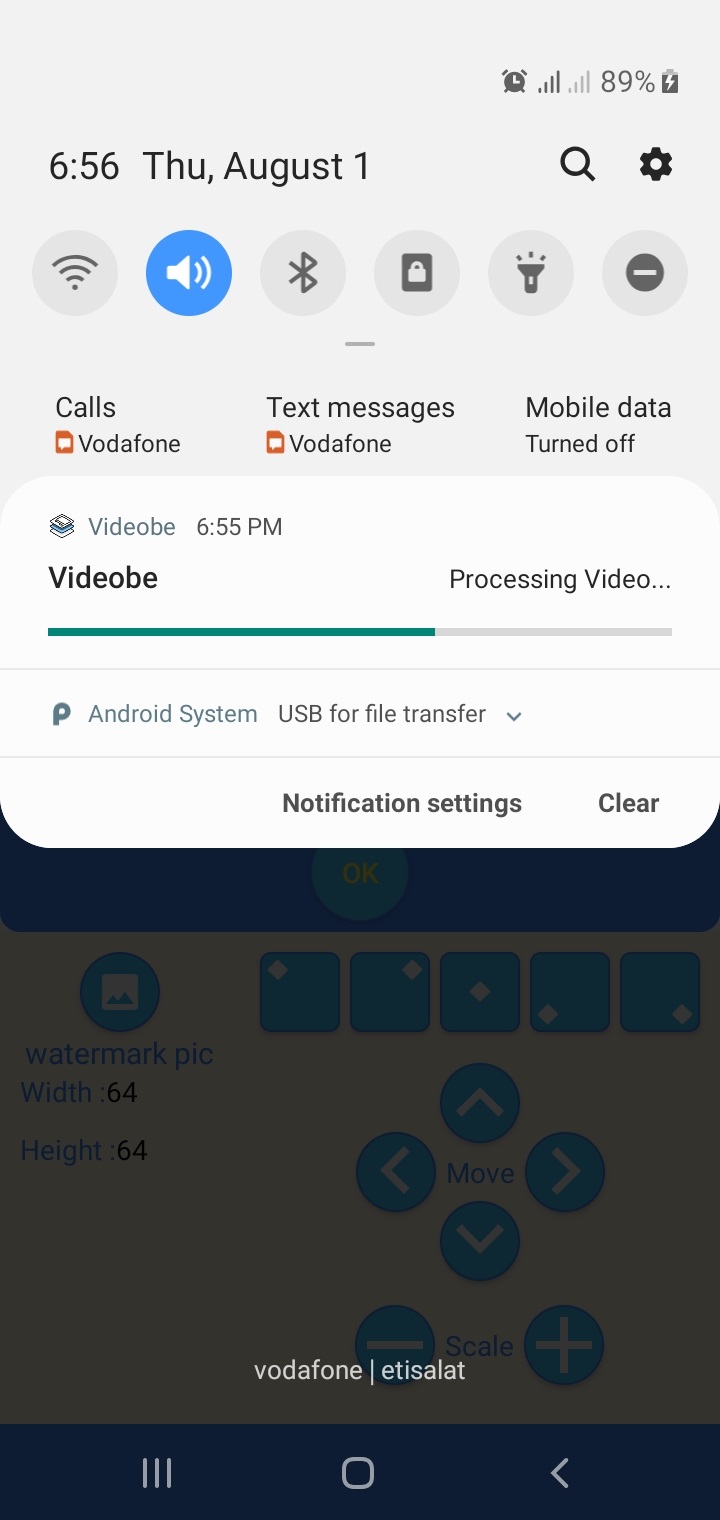 89%
6:56 Thu, August 1
Calls Text messages Mobile data
Vodafone Vodafone Turned off
Videobe 6:55 PM
Videobe Processing Video...
Android System USB for file transfer
Notification settings Clear
OK
watermark pic
Width :64
Height :64
Move
Scale
vodafone | etisalat